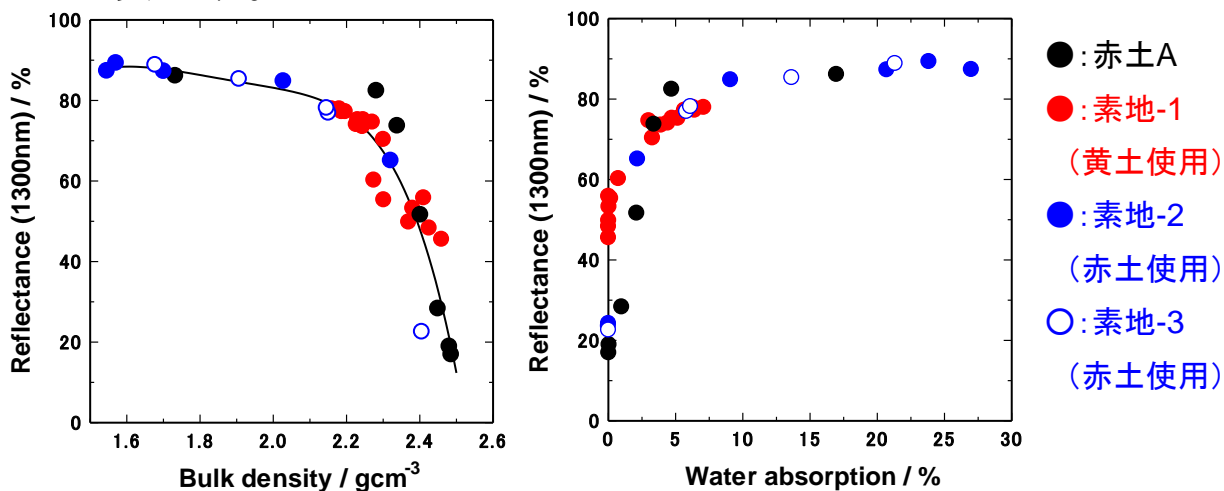 Reflectance (1300nm) / %
100
80
60
40
20
0
1.6
1.8
2.0
2.2
2.4
2.6
Bulk density / gcm⁻³
Reflectance (1300nm) / %
100
80
60
40
20
0
0
5
10
15
20
25
30
Water absorption / %
:赤土A
:素地-1
(黄土使用)
:素地-2
(赤土使用)
:素地-3
(赤土使用)